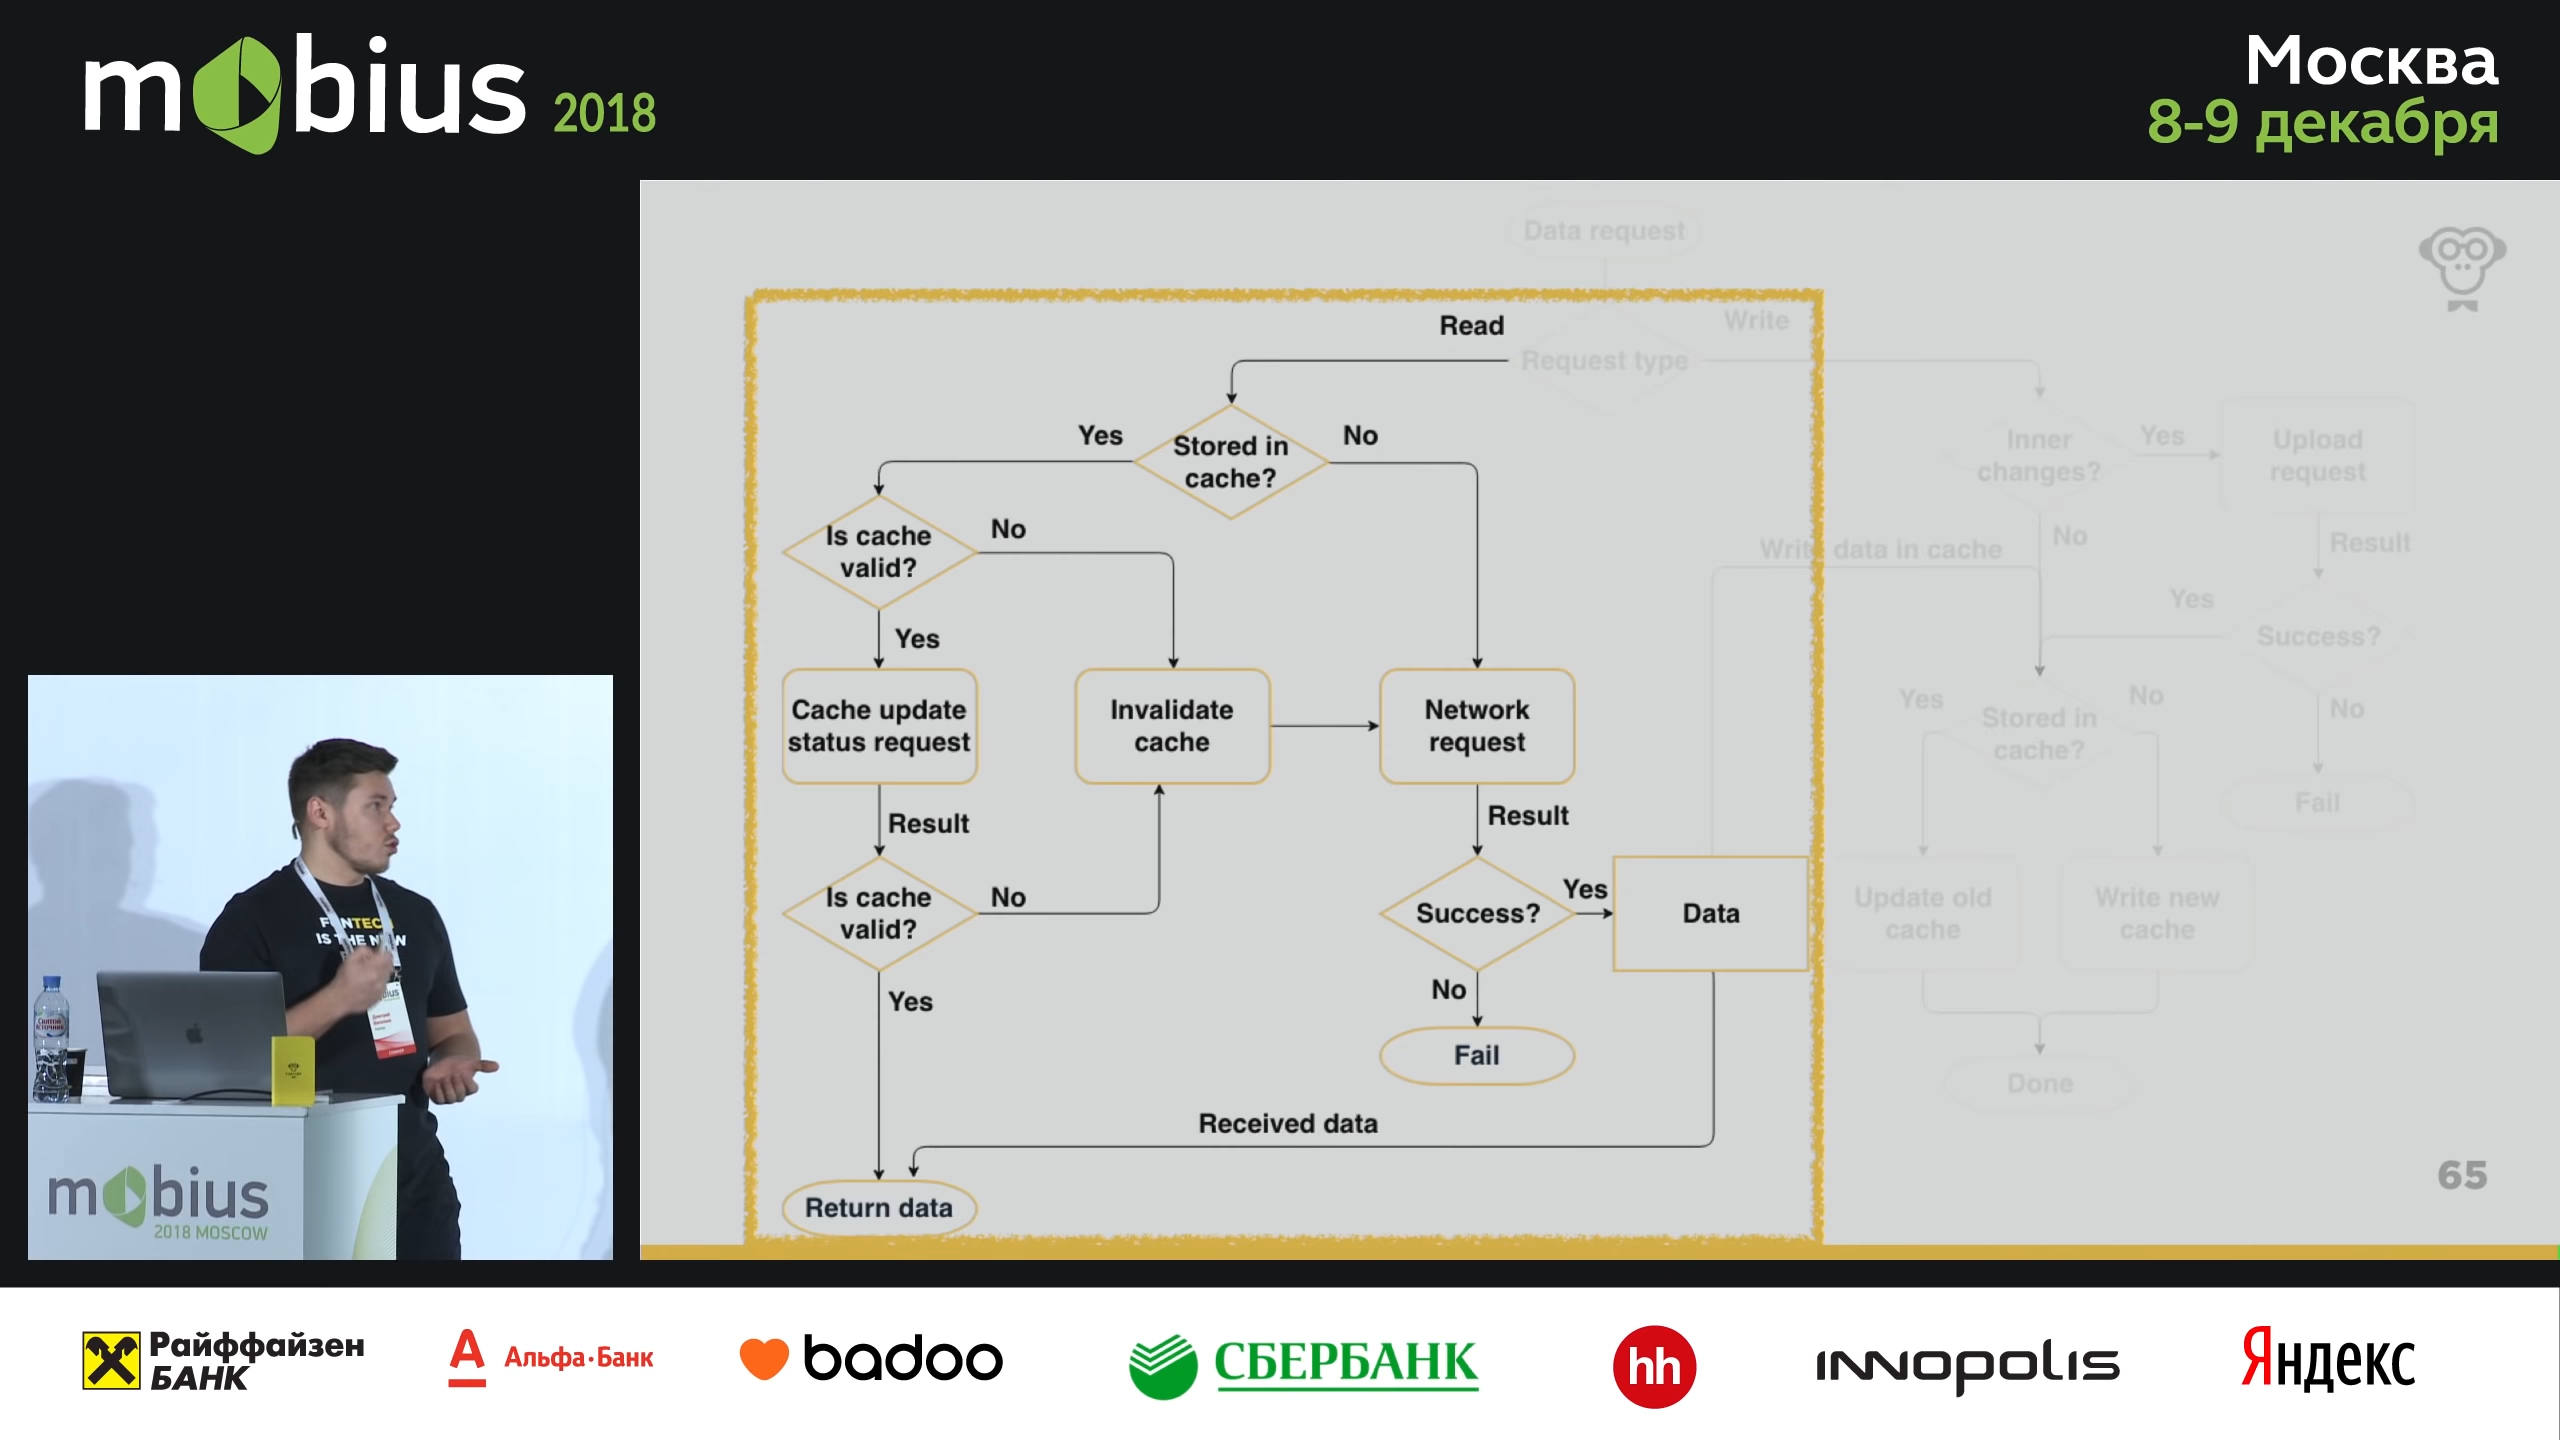 mobius 2018
Москва
8-9 декабря
Data request
Read
Write
Request type
Yes
Stored in
cache?
No
Inner
changes?
Yes
Upload
request
Is cache
valid?
No
Write data in cache
No
Result
Yes
Yes
Success?
Cache update
status request
Invalidate
cache
Network
request
Yes
Stored in
cache?
No
No
Result
Result
Fail
Is cache
valid?
No
Success?
Yes
Data
Update old
cache
Write new
cache
Yes
No
Fail
Done
Received data
Return data
65
IS THE
Святой
Источник
mobius
2018 MOSCOW
Райффайзен
БАНК
Альфа·Банк
badoo
СБЕРБАНК
hh
INNOPOLIS
Яндекс